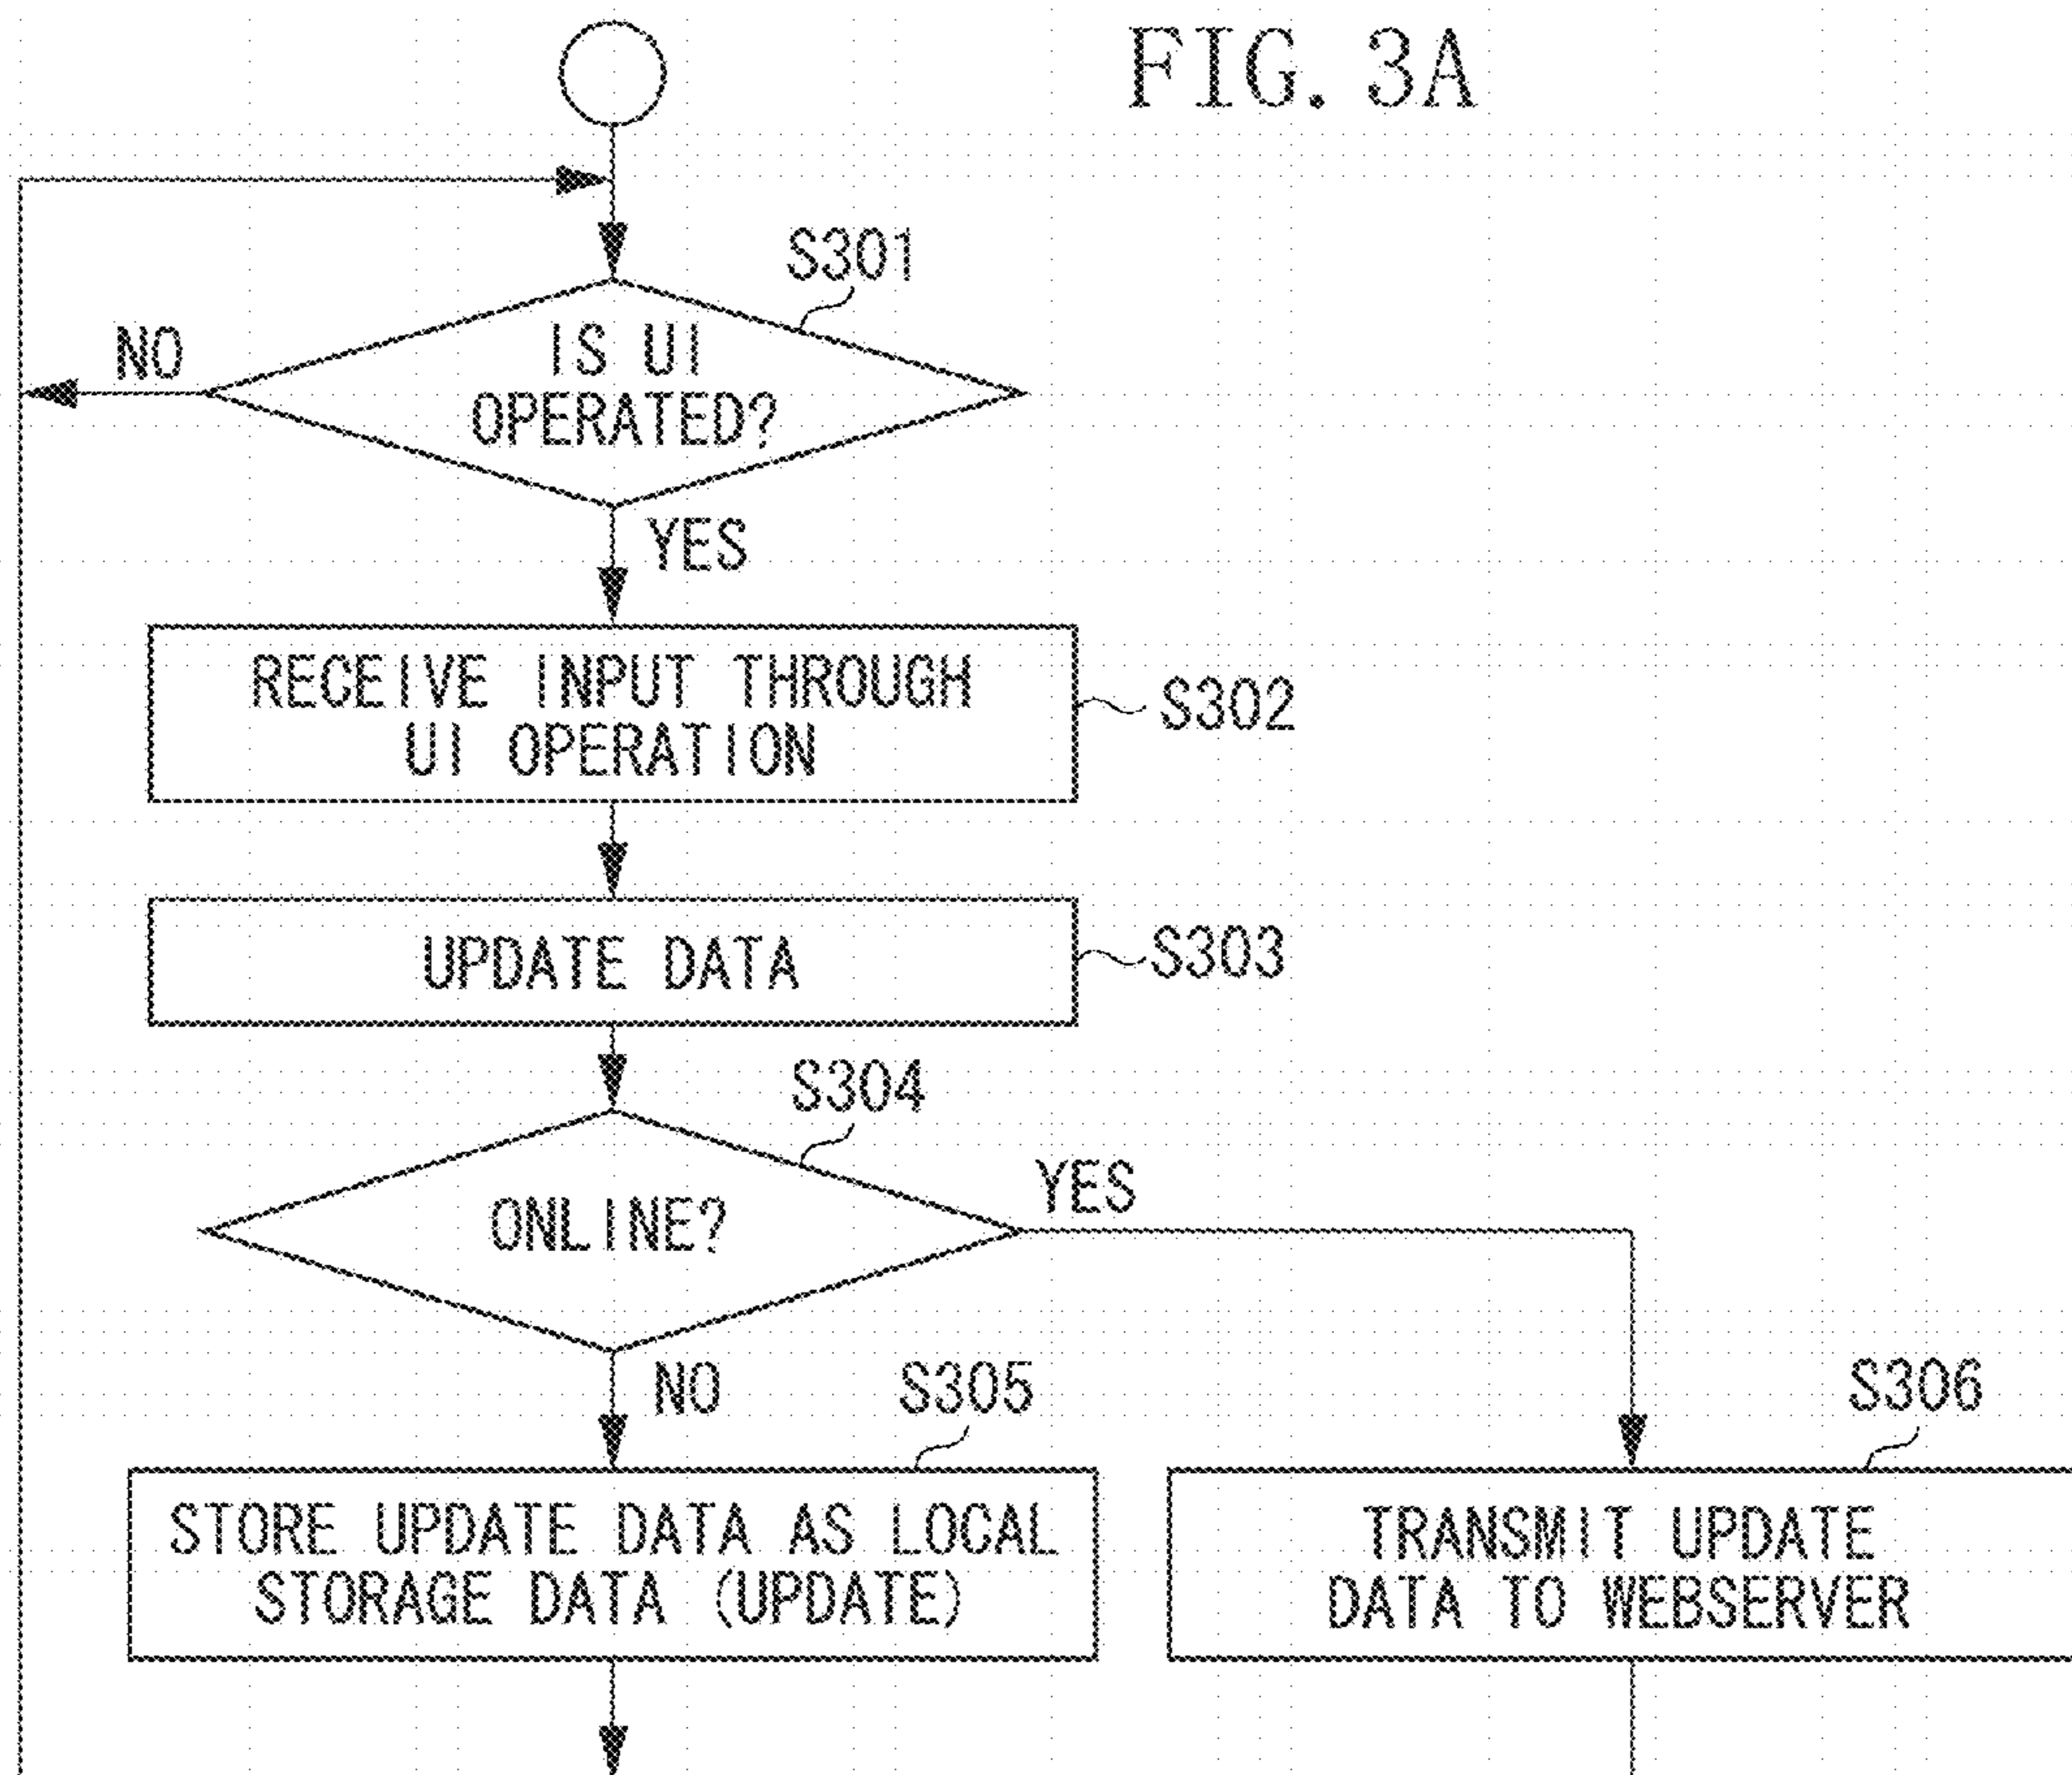 FIG. 3A
S301
IS UI
OPERATED?
NO
YES
RECEIVE INPUT THROUGH
UI OPERATION
S302
UPDATE DATA
S303
S304
ONLINE?
YES
NO
S305
STORE UPDATE DATA AS LOCAL
STORAGE DATA (UPDATE)
S306
TRANSMIT UPDATE
DATA TO WEBSERVER